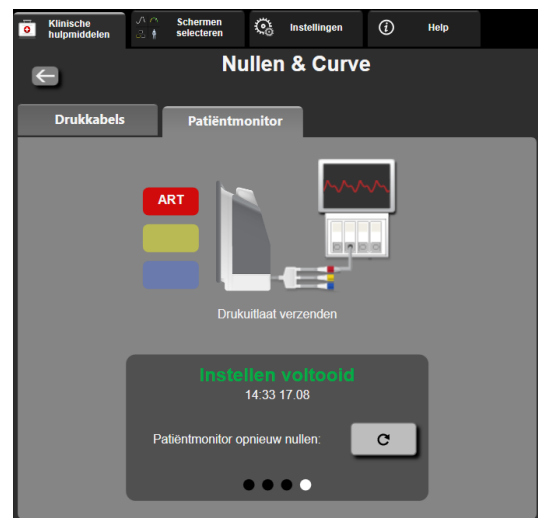 Klinische
hulpmiddelen
Schermen
selecteren
Instellingen
Help
Nullen & Curve
Drukkabels
Patiëntmonitor
ART
Drukuitlaat verzenden
Instellen voltooid
14:33 17.08
Patiëntmonitor opnieuw nullen: